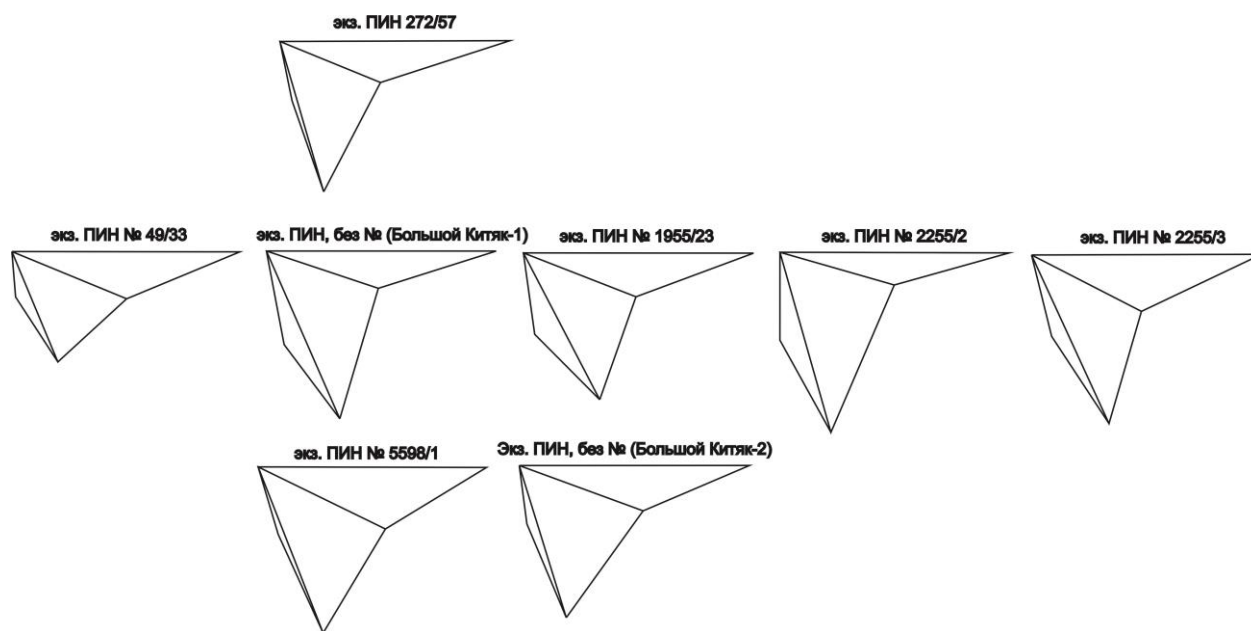 экз. ПИН 272/57
экз. ПИН № 49/33
экз. ПИН, без № (Большой Китяк-1)
экз. ПИН № 1955/23
экз. ПИН № 2255/2
экз. ПИН № 2255/3
экз. ПИН № 5598/1
Экз. ПИН, без № (Большой Китяк-2)